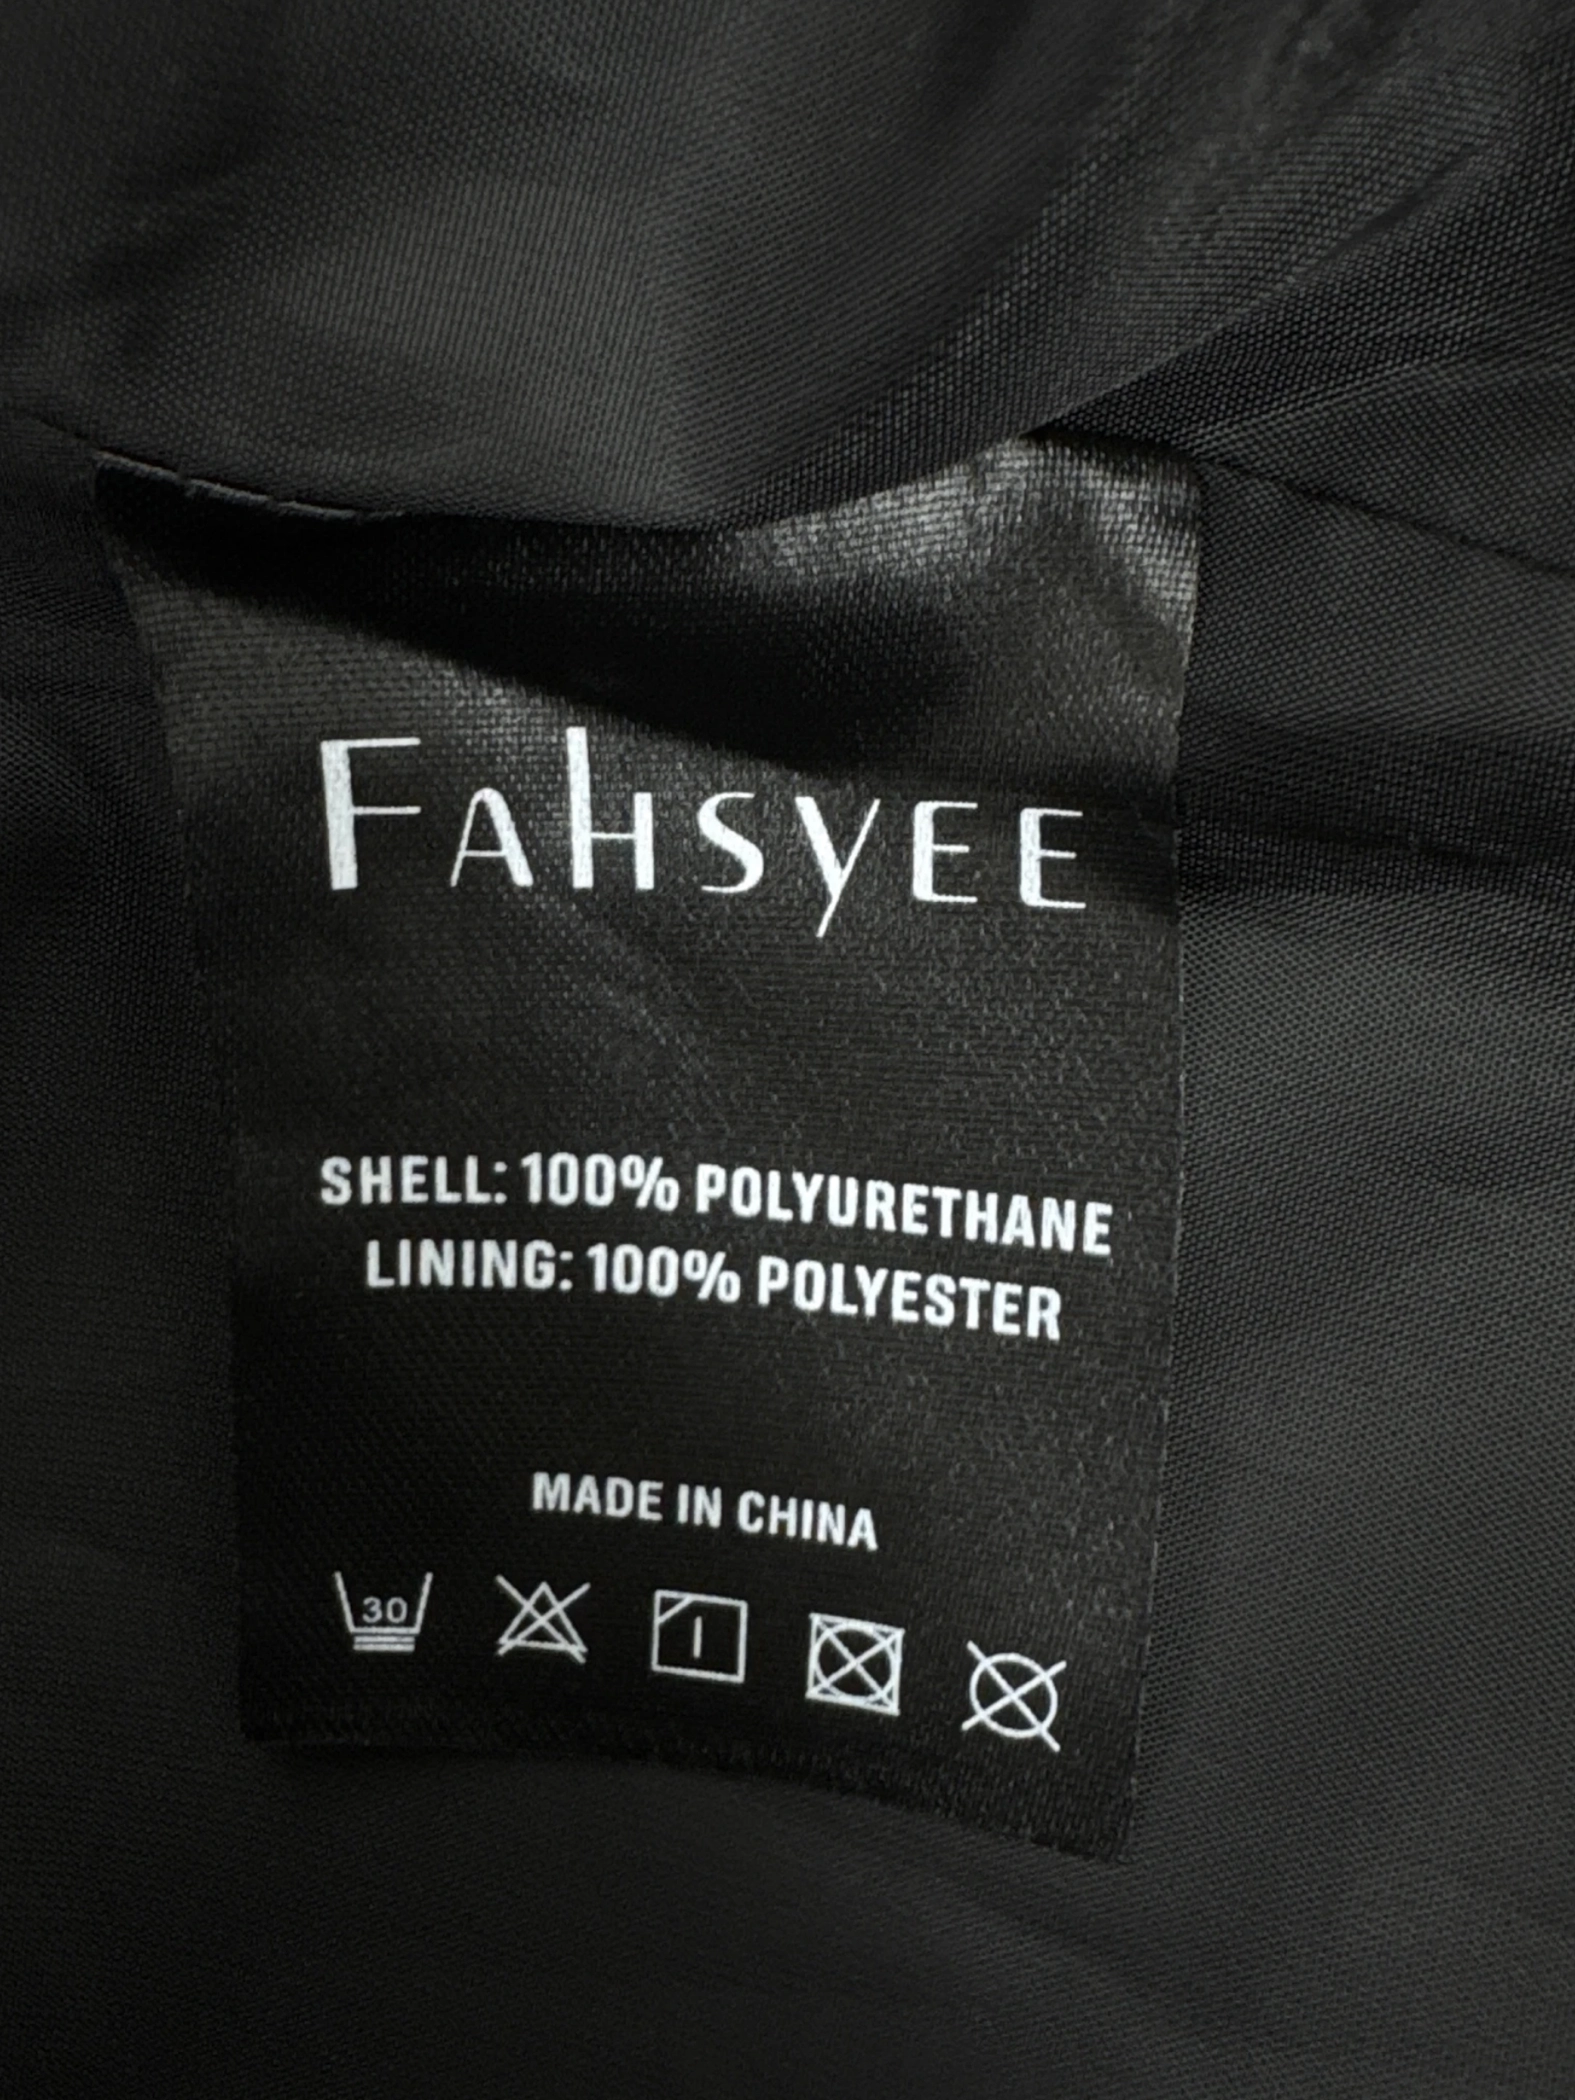 FAHSYEE
SHELL: 100% POLYURETHANE
LINING: 100% POLYESTER
MADE IN CHINA
30